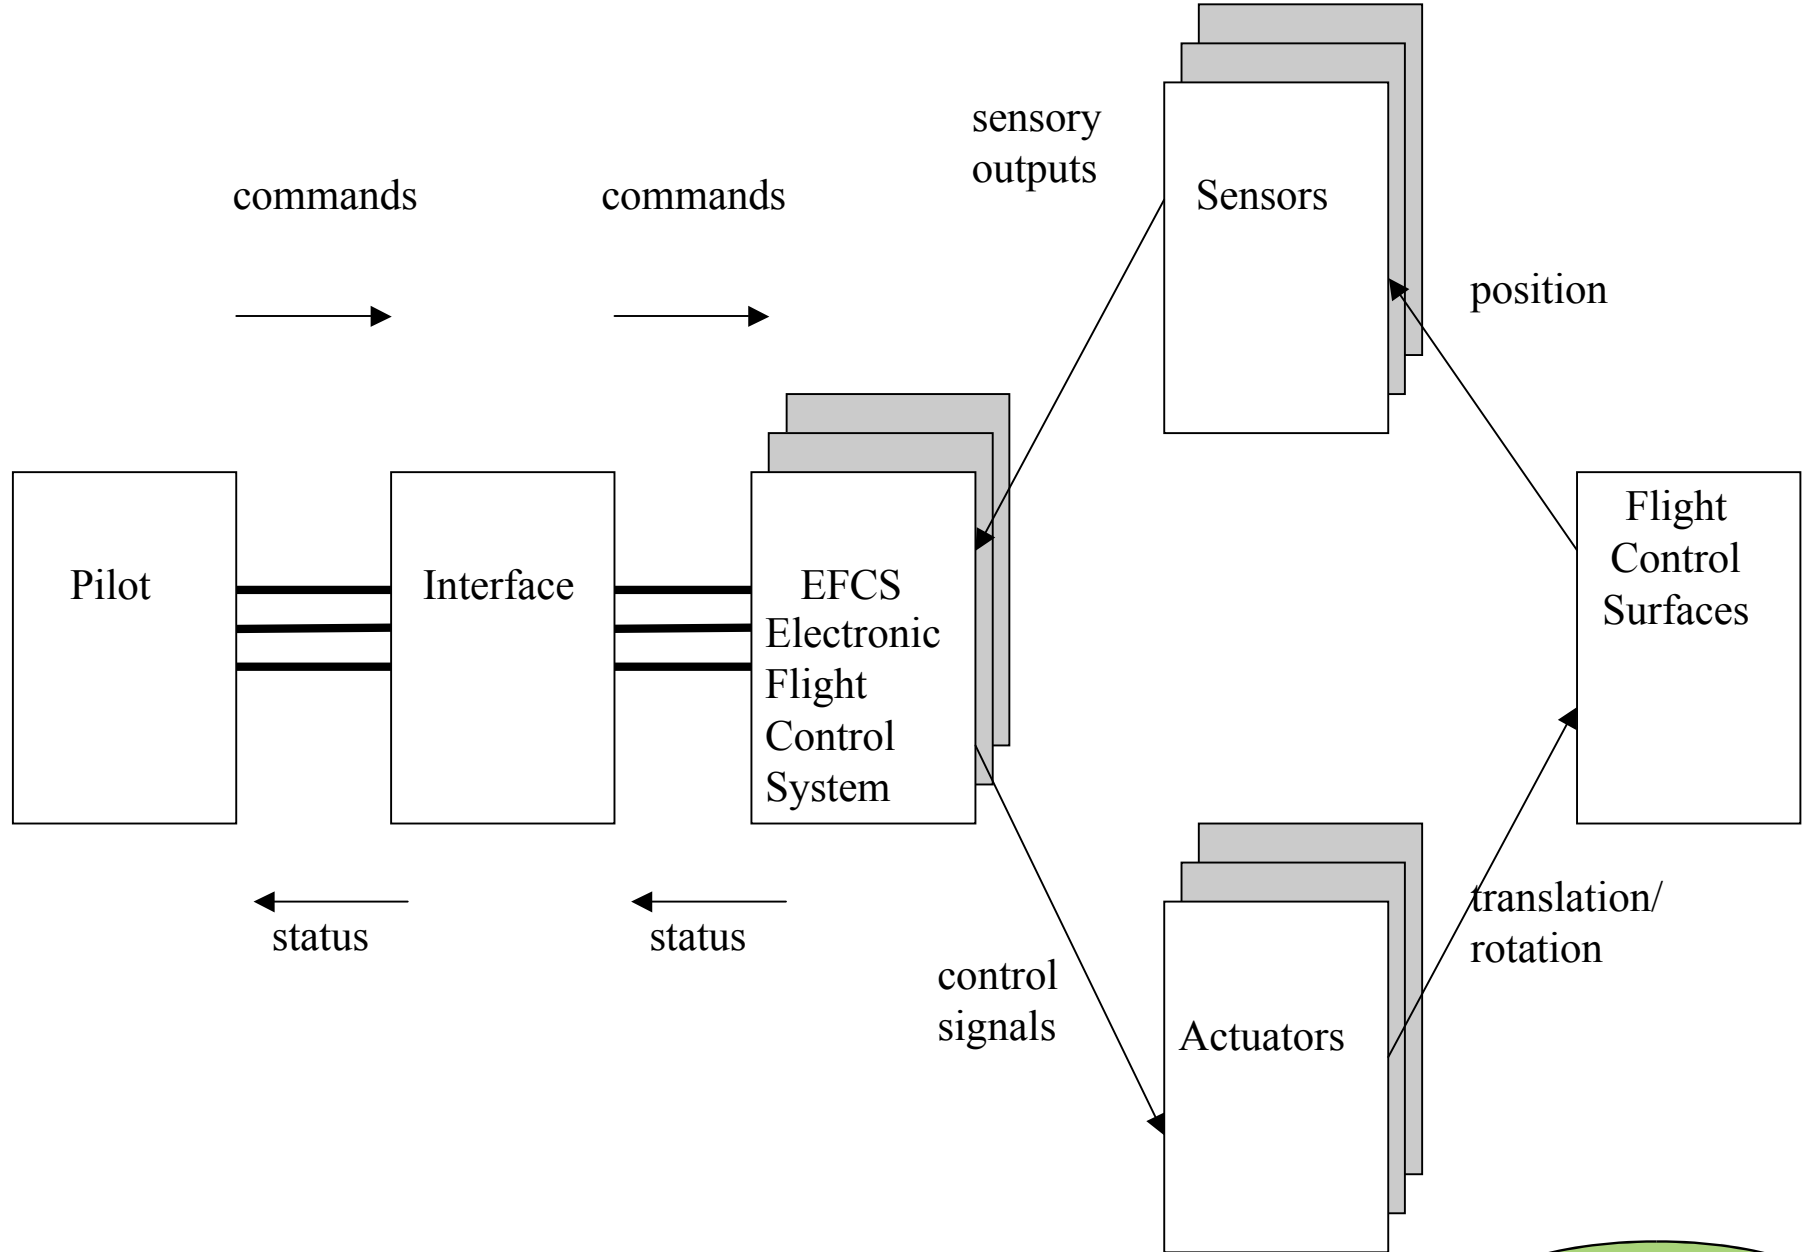 sensory
outputs
commands
commands
Sensors
position
Pilot
Interface
EFCS
Electronic
Flight
Control
System
Flight
Control
Surfaces
status
status
control
signals
Actuators
translation/
rotation